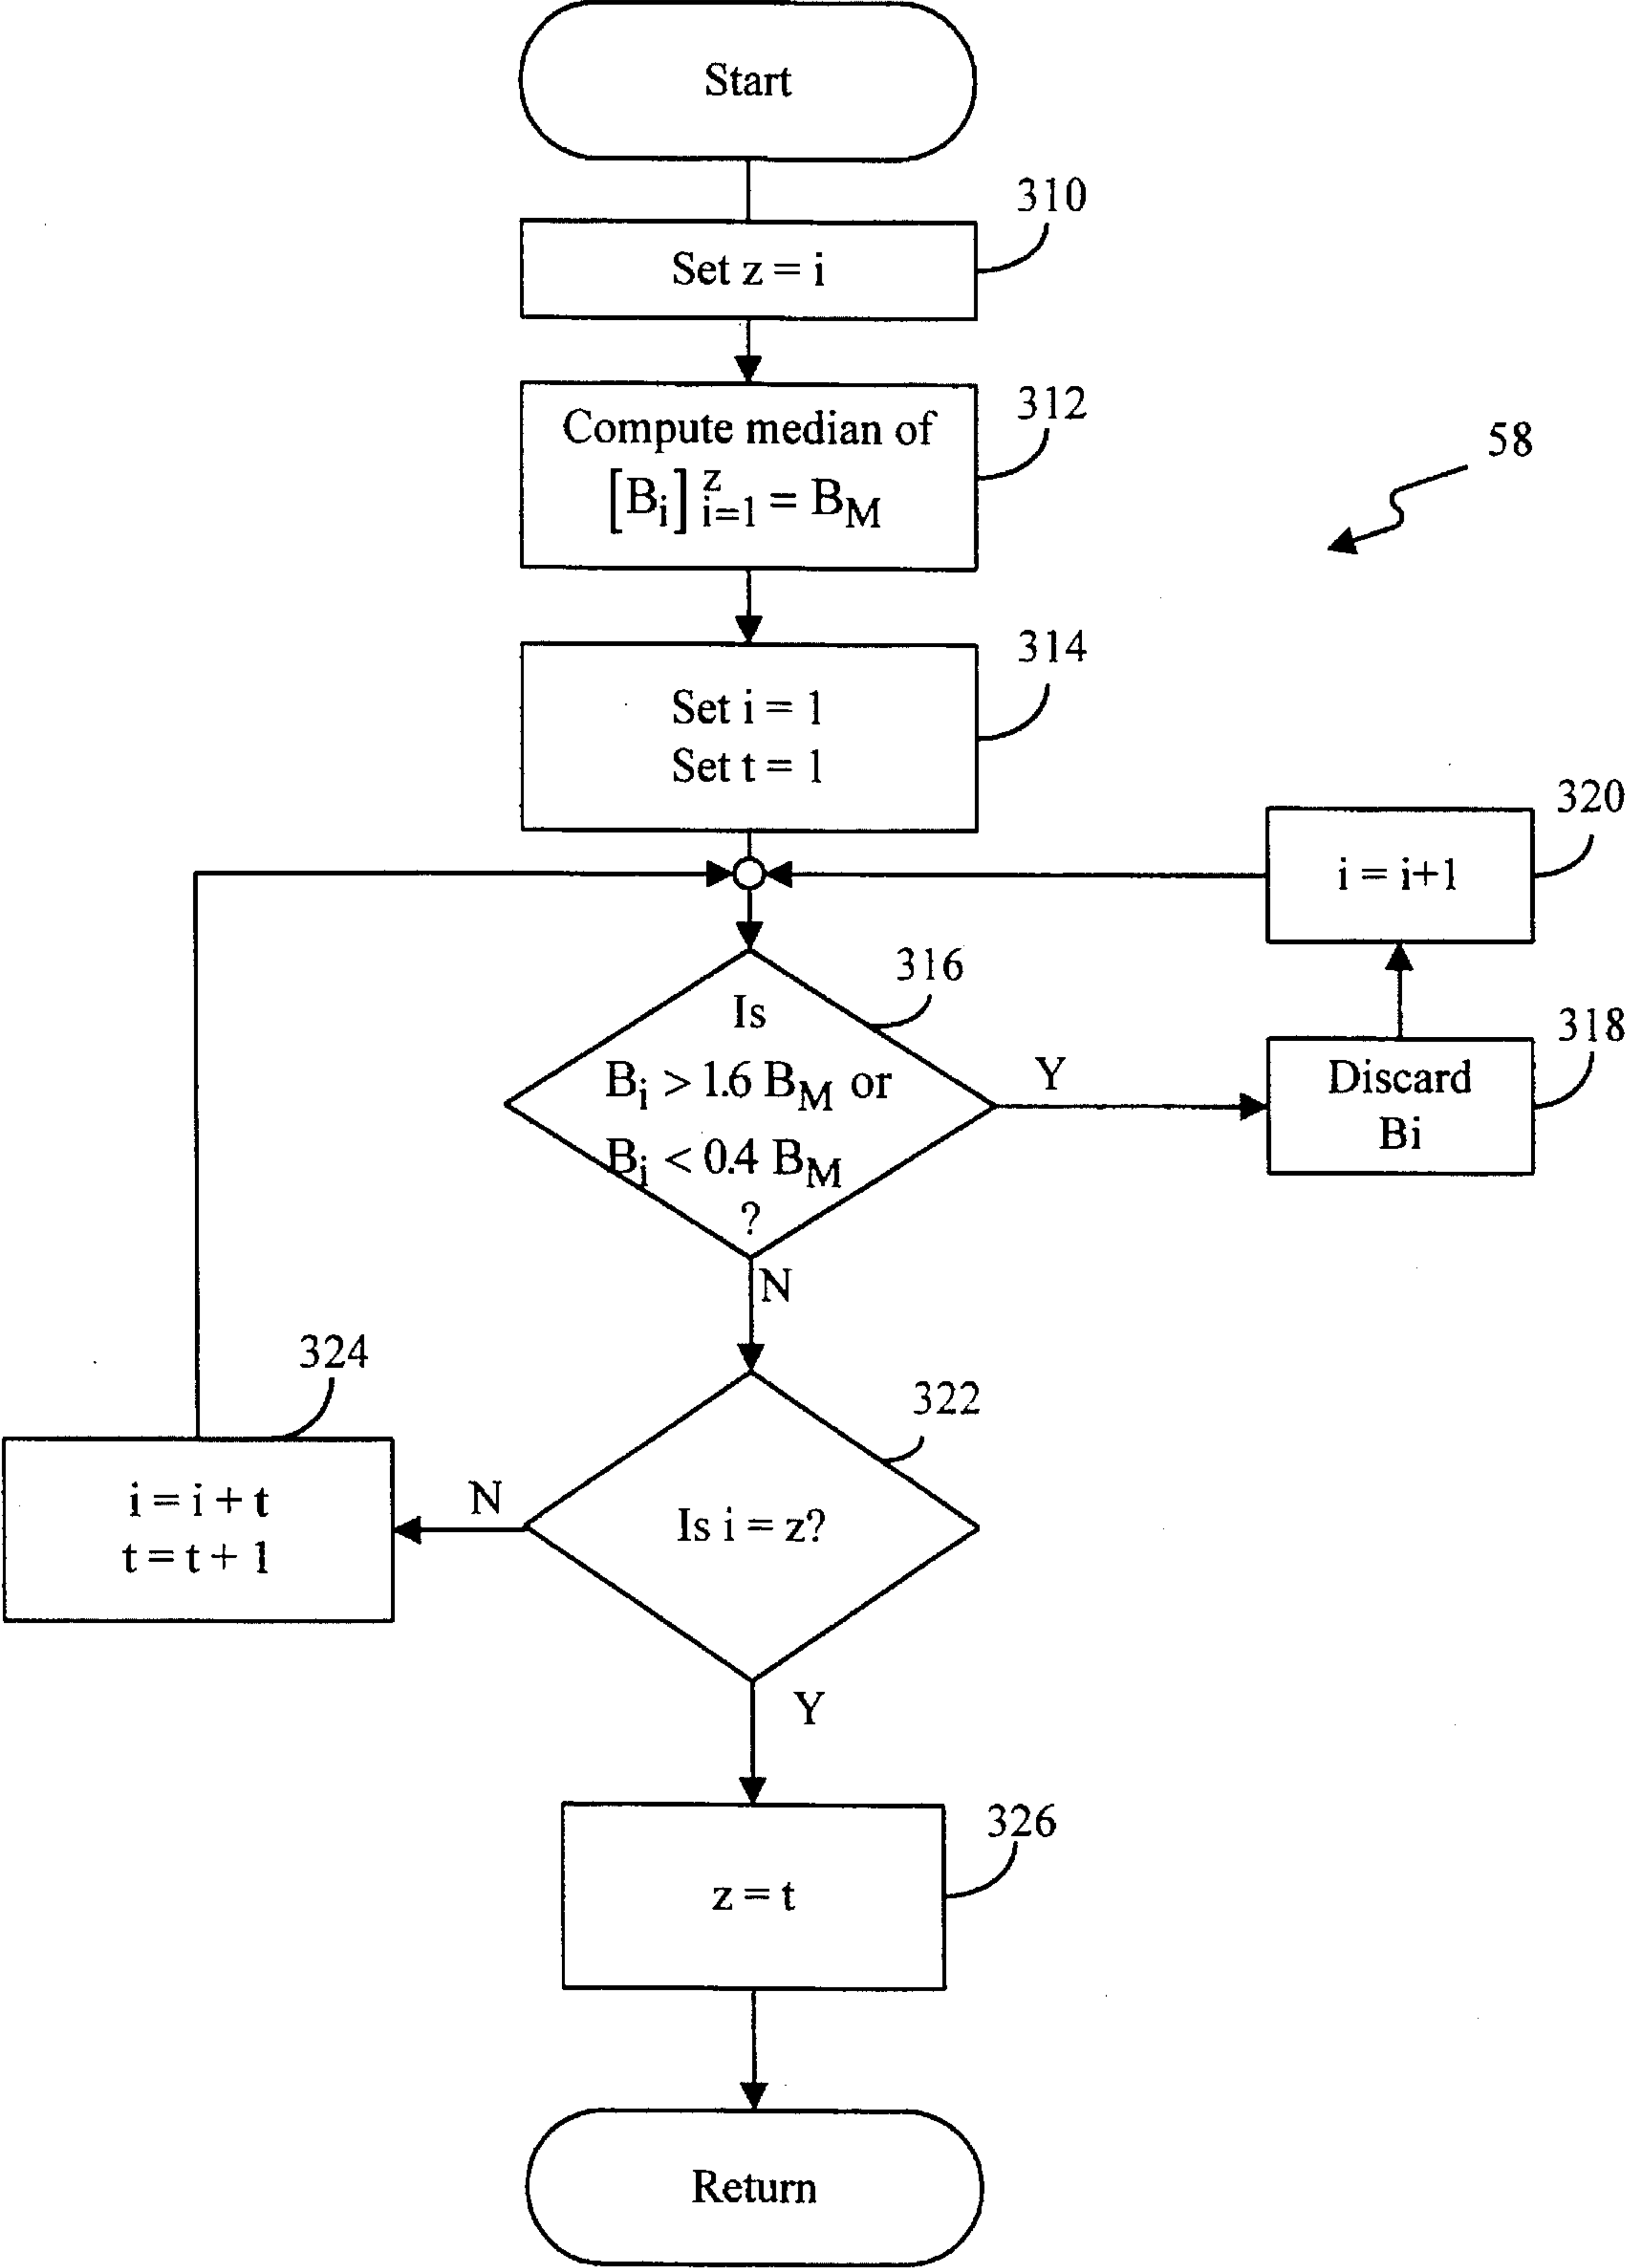 Start
310
Set z = i
312
Compute median of
[Bi] z i=1 = BM
58
314
Set i = 1
Set t = 1
320
i = i+1
316
Is
Bi > 1.6 BM or
Bi < 0.4 BM
?
Y
318
Discard
Bi
N
324
i = i + t
t = t + 1
N
322
Is i = z?
Y
326
z = t
Return